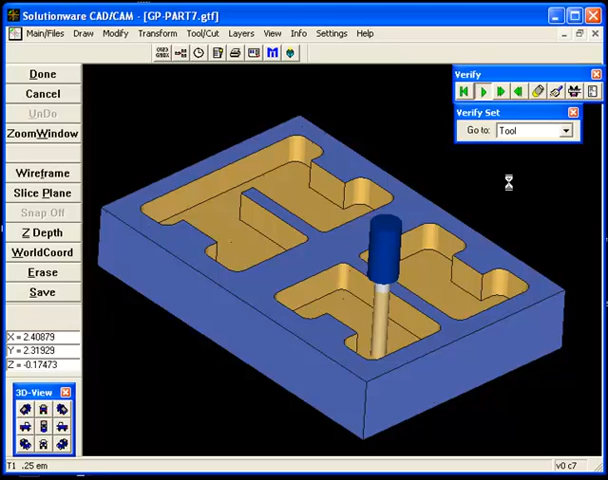 Solutionware CAD/CAM - [GP-PART7.gtf]
Main/Files Draw Modify Transform Tool/Cut Layers View Info Settings Help
Done
Cancel
UnDo
ZoomWindow
Wireframe
Slice Plane
Snap Off
Z Depth
WorldCoord
Erase
Save
X = 2.40879
Y = 2.31929
Z = -0.17473
3D-View
Verify
Verify Set
Go to: Tool
T1 .25 em
v0 c7